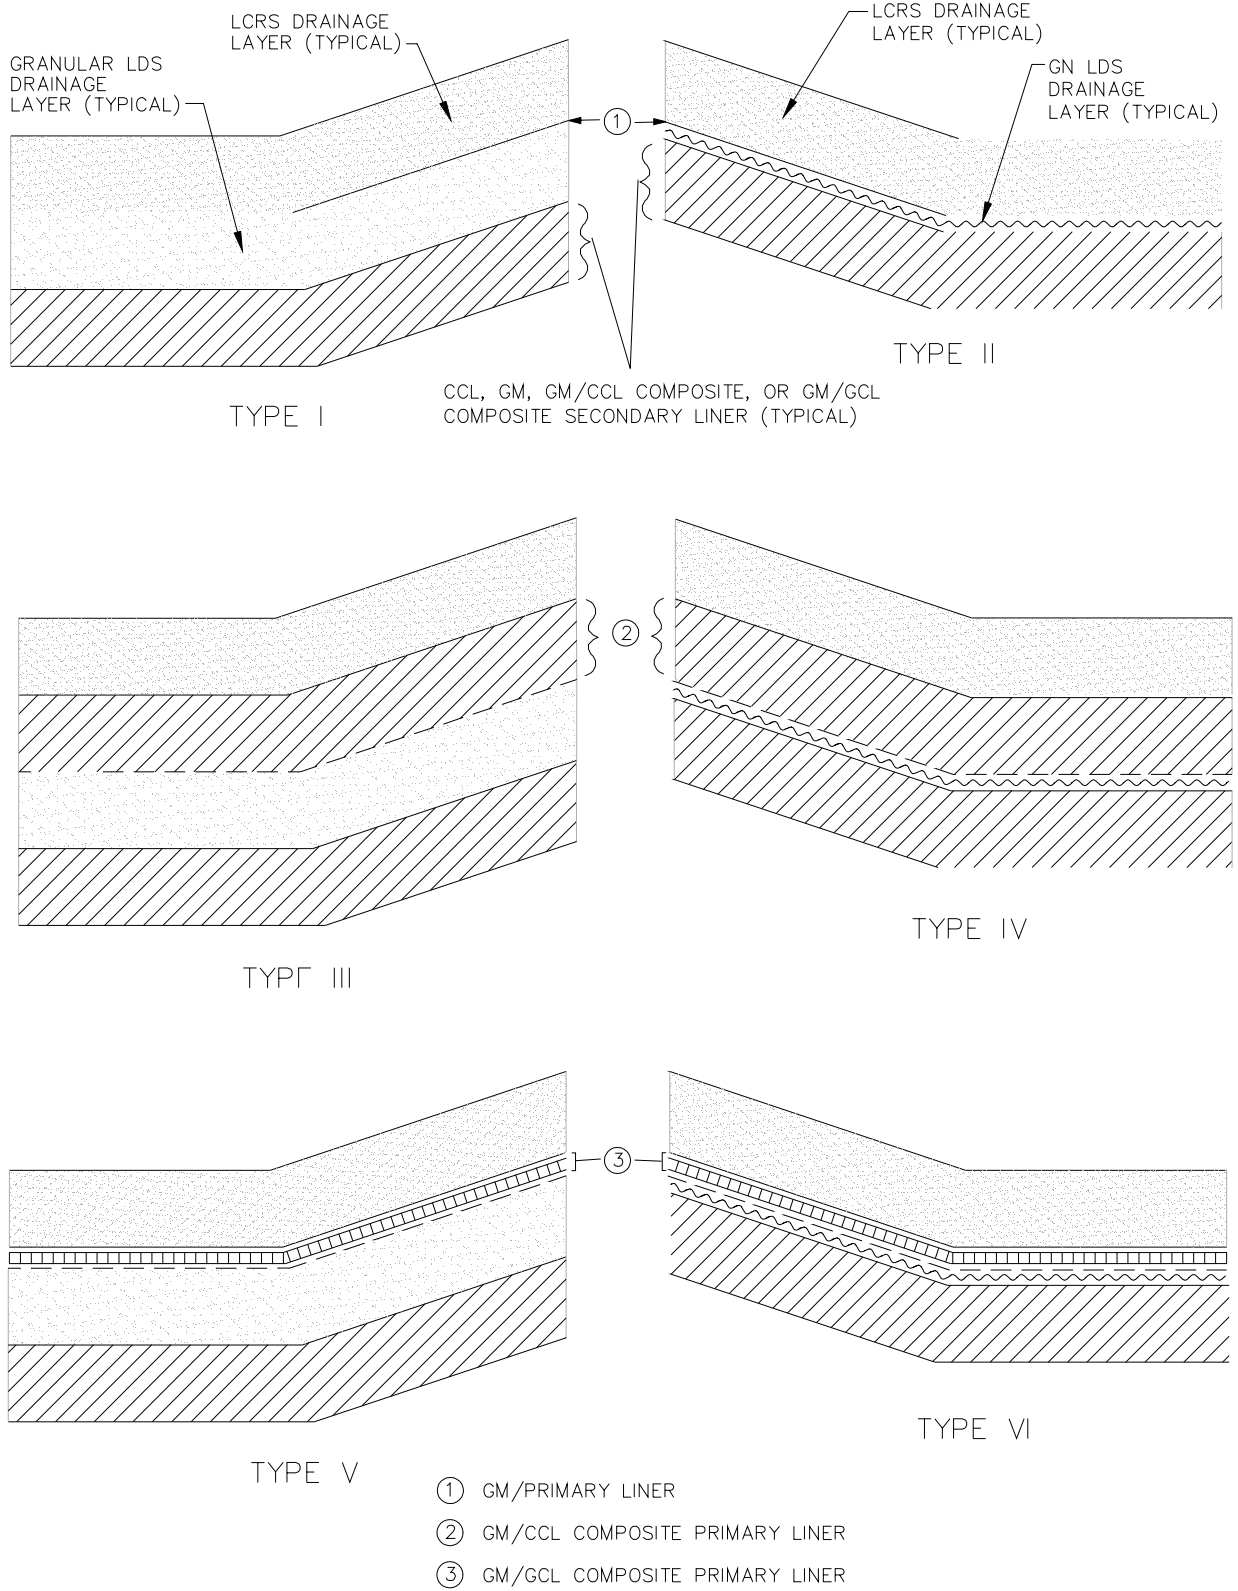 LCRS DRAINAGE
LAYER (TYPICAL)
GRANULAR LDS
DRAINAGE
LAYER (TYPICAL)
LCRS DRAINAGE
LAYER (TYPICAL)
GN LDS
DRAINAGE
LAYER (TYPICAL)
1
TYPE I
TYPE II
CCL, GM, GM/CCL COMPOSITE, OR GM/GCL
COMPOSITE SECONDARY LINER (TYPICAL)
2
TYPE III
TYPE IV
3
TYPE V
TYPE VI
1 GM/PRIMARY LINER
2 GM/CCL COMPOSITE PRIMARY LINER
3 GM/GCL COMPOSITE PRIMARY LINER